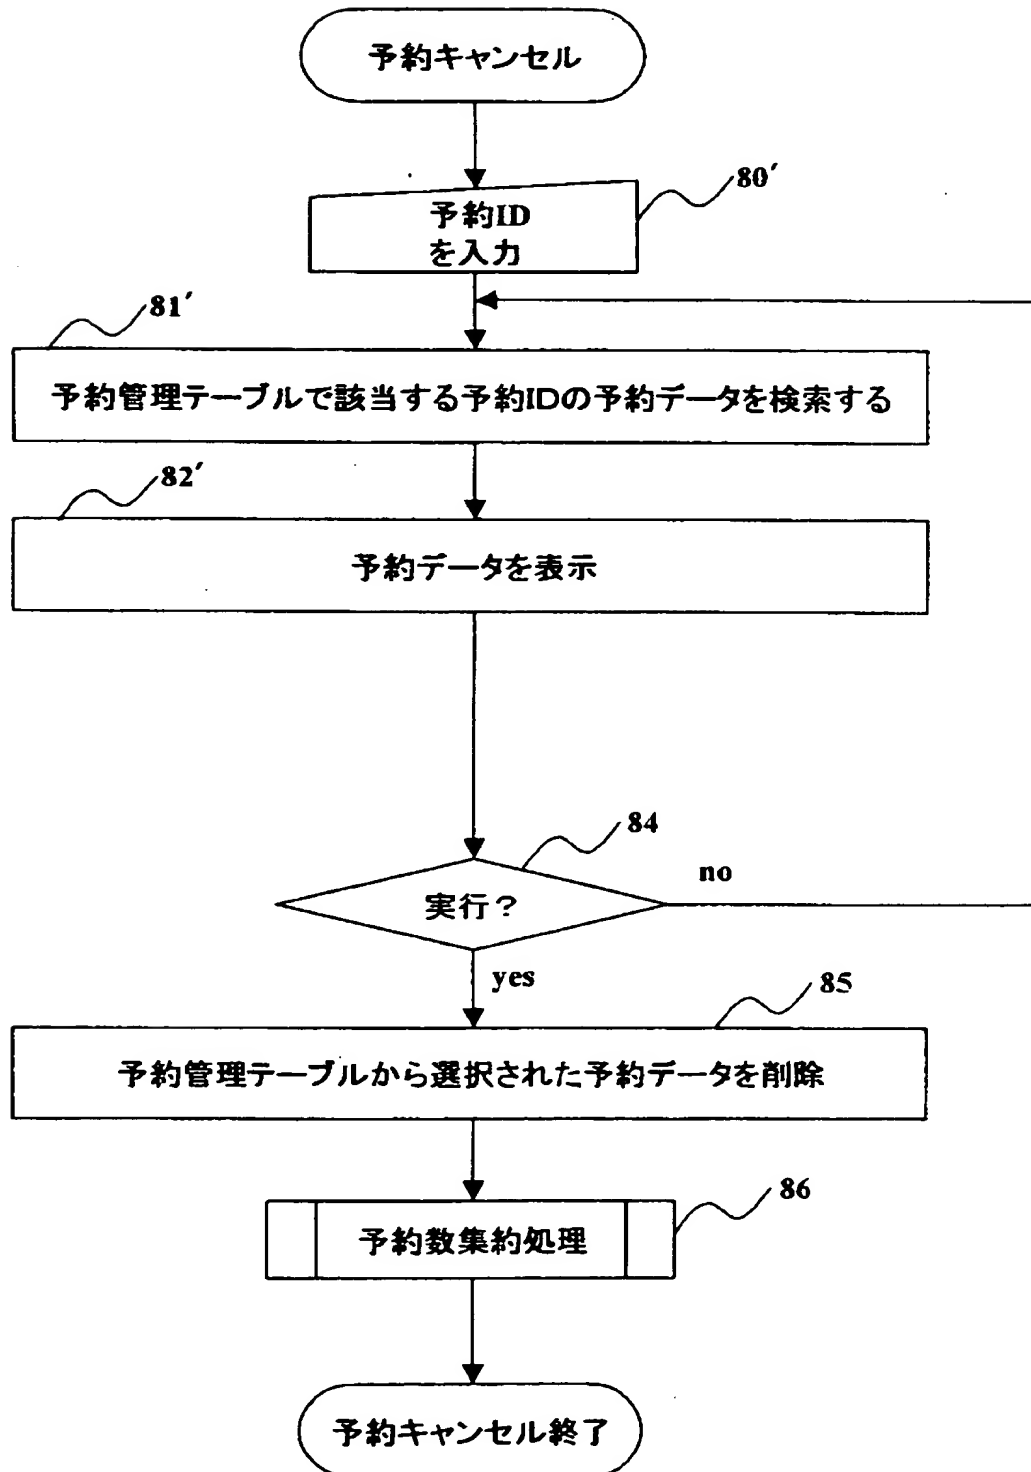 予約キャンセル
80′
予約ID
を入力
81′
予約管理テーブルで該当する予約IDの予約データを検索する
82′
予約データを表示
84
no
実行？
yes
85
予約管理テーブルから選択された予約データを削除
86
予約数集約処理
予約キャンセル終了